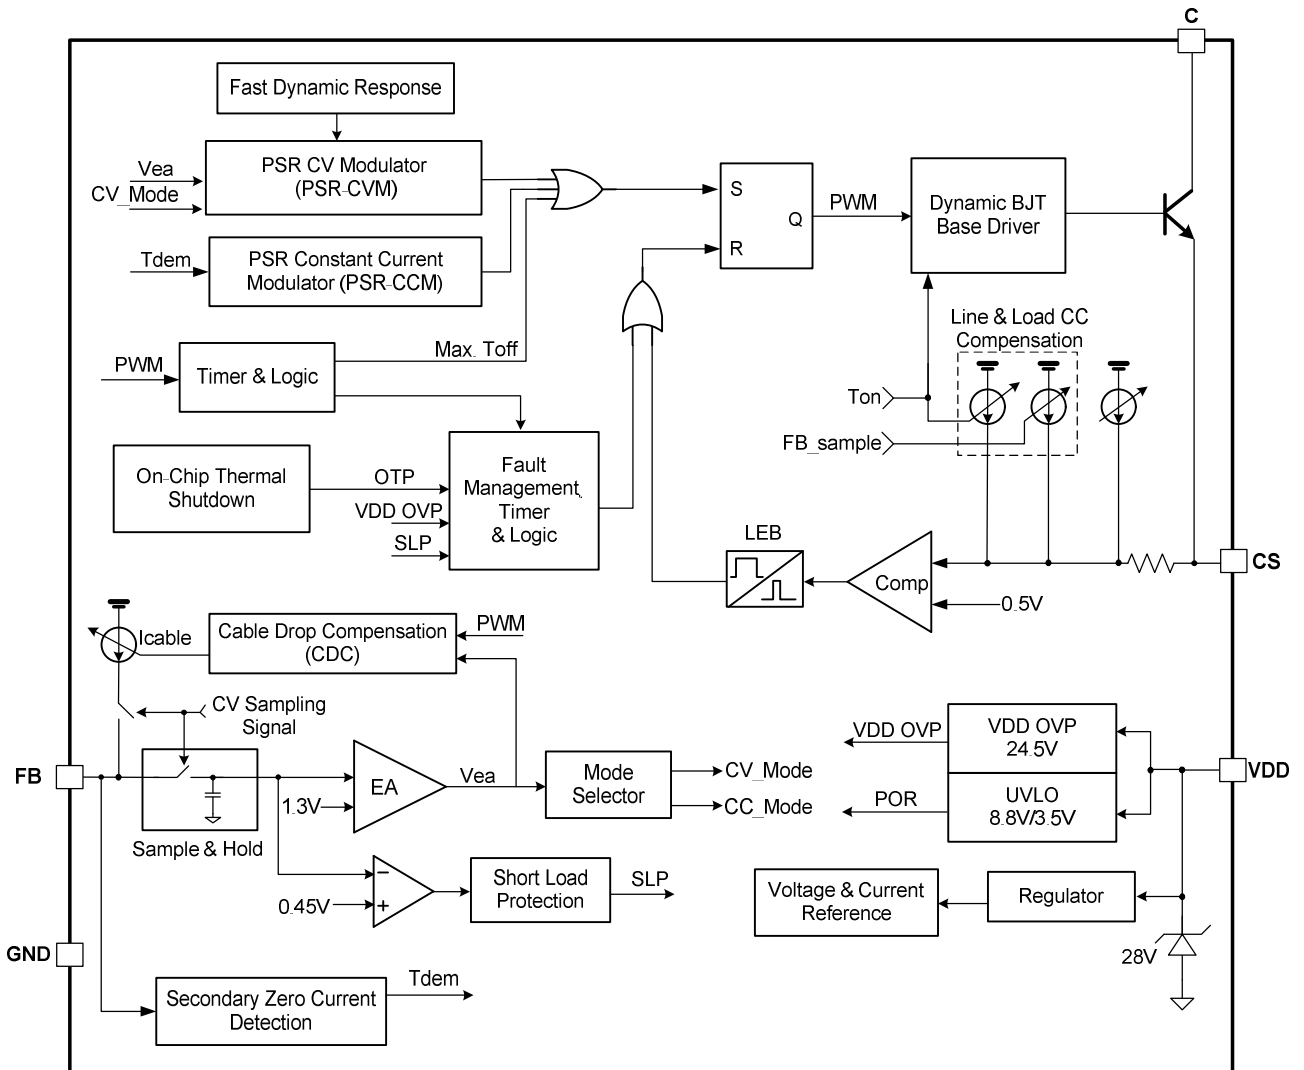 C
Fast Dynamic Response
PSR CV Modulator
(PSR-CVM)
Vea
CV_Mode
S
R
Q
PWM
Dynamic BJT
Base Driver
Tdem
PSR Constant Current
Modulator (PSR-CCM)
Line & Load CC
Compensation
Max. Toff
PWM
Timer & Logic
Ton
FB_sample
On-Chip Thermal
Shutdown
OTP
VDD OVP
SLP
Fault
Management,
Timer
& Logic
LEB
Comp
CS
0.5V
Icable
Cable Drop Compensation
(CDC)
PWM
CV Sampling
Signal
VDD OVP
VDD OVP
24.5V
FB
EA
Vea
1.3V
Mode
Selector
CV_Mode
CC_Mode
VDD
POR
UVLO
8.8V/3.5V
Sample & Hold
0.45V
−
+
Short Load
Protection
SLP
Voltage & Current
Reference
Regulator
GND
28V
Secondary Zero Current
Detection
Tdem